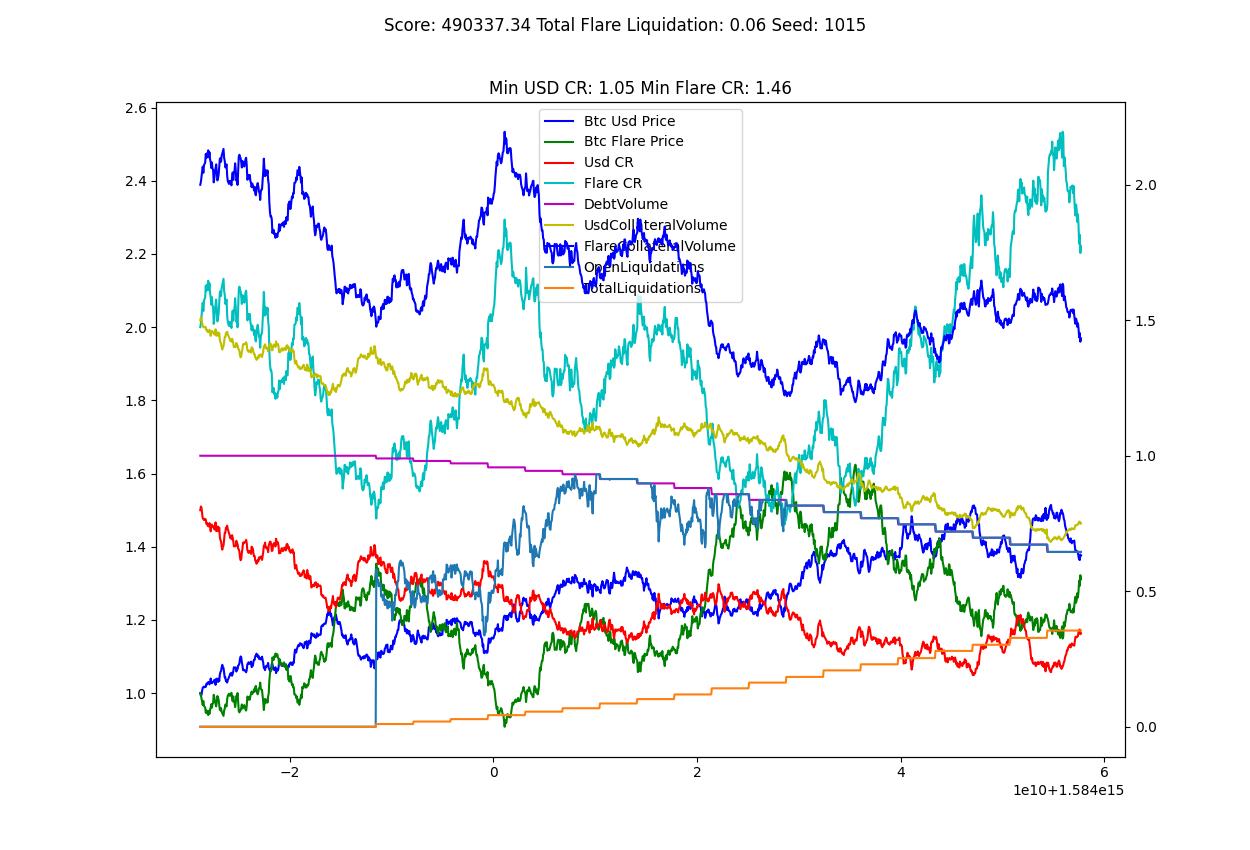 Score: 490337.34 Total Flare Liquidation: 0.06 Seed: 1015
Min USD CR: 1.05 Min Flare CR: 1.46
Btc Usd Price
Btc Flare Price
Usd CR
Flare CR
DebtVolume
UsdCollateralVolume
FlareCollateralVolume
OpenLiquidations
TotalLiquidations
2.6
2.4
2.2
2.0
1.8
1.6
1.4
1.2
1.0
2.0
1.5
1.0
0.5
0.0
−2
0
2
4
6
1e10+1.584e15